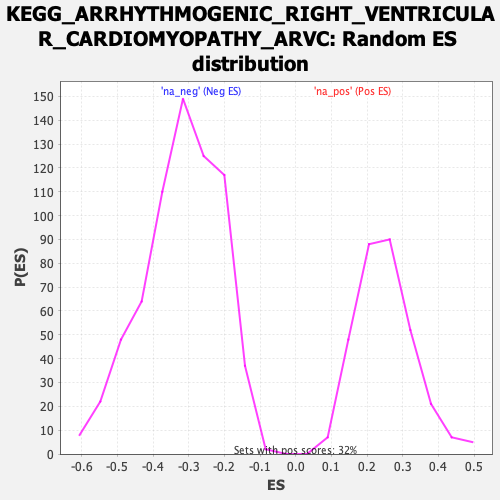 KEGG_ARRHYTHMOGENIC_RIGHT_VENTRICULA
R_CARDIOMYOPATHY_ARVC: Random ES
distribution
'na_neg' (Neg ES) 'na_pos' (Pos ES)
150
140
130
120
110
100
90
80
70
60
50
40
30
20
10
0
P(ES)
Sets with pos scores: 32%
-0.6 -0.5 -0.4 -0.3 -0.2 -0.1 0.0 0.1 0.2 0.3 0.4 0.5
ES